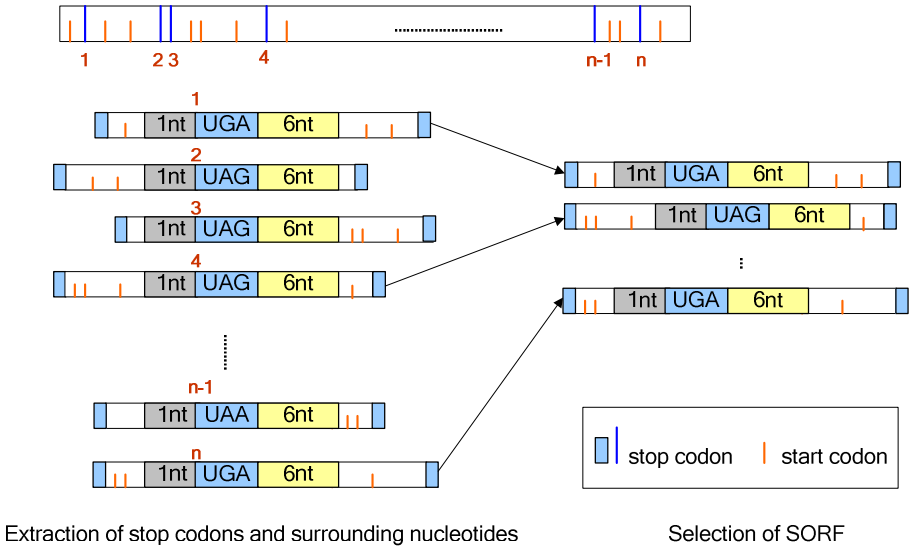 1 2 3 4 n-1 n
1
1nt UGA 6nt
2
1nt UAG 6nt
3
1nt UAG 6nt
4
1nt UAG 6nt
n-1
1nt UAA 6nt
n
1nt UGA 6nt
1nt UGA 6nt
1nt UAG 6nt
1nt UGA 6nt
stop codon start codon
Extraction of stop codons and surrounding nucleotides
Selection of SORF